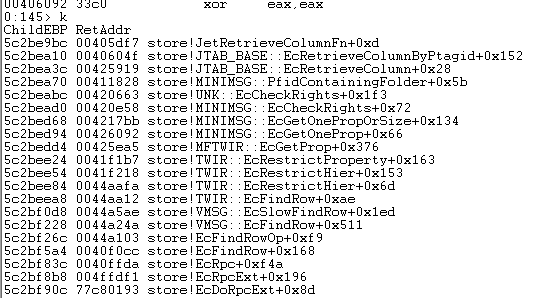 00406092 33c0 xor eax,eax
0:145> k
ChildEBP RetAddr
5c2be9bc 00405df7 store!JetRetrieveColumnFn+0xd
5c2bea10 0040604f store!JTAB_BASE::EcRetrieveColumnByPtagid+0x152
5c2bea3c 00425919 store!JTAB_BASE::EcRetrieveColumn+0x28
5c2bea70 00411828 store!MINIMSG::PfidContainingFolder+0x5b
5c2beabc 00420663 store!UNK::EcCheckRights+0x1f3
5c2bead0 00420e58 store!MINIMSG::EcCheckRights+0x72
5c2bed68 004217bb store!MINIMSG::EcGetOnePropOrSize+0x134
5c2bed94 00426092 store!MINIMSG::EcGetOneProp+0x66
5c2bedd4 00425ea5 store!MFTWIR::EcGetProp+0x376
5c2bee24 0041f1b7 store!TWIR::EcRestrictProperty+0x163
5c2bee54 0041f218 store!TWIR::EcRestrictHier+0x153
5c2bee84 0044aafa store!TWIR::EcRestrictHier+0x6d
5c2beea8 0044aa12 store!TWIR::EcFindRow+0xae
5c2bf0d8 0044a5ae store!VMSG::EcSlowFindRow+0x1ed
5c2bf228 0044a24a store!VMSG::EcFindRow+0x511
5c2bf26c 0044a103 store!EcFindRowOp+0xf9
5c2bf5a4 0040f0cc store!EcFindRow+0x168
5c2bf83c 0040ffda store!EcRpc+0xf4a
5c2bf8b8 004ffdf1 store!EcRpcExt+0x196
5c2bf90c 77c80193 store!EcDoRpcExt+0x8d